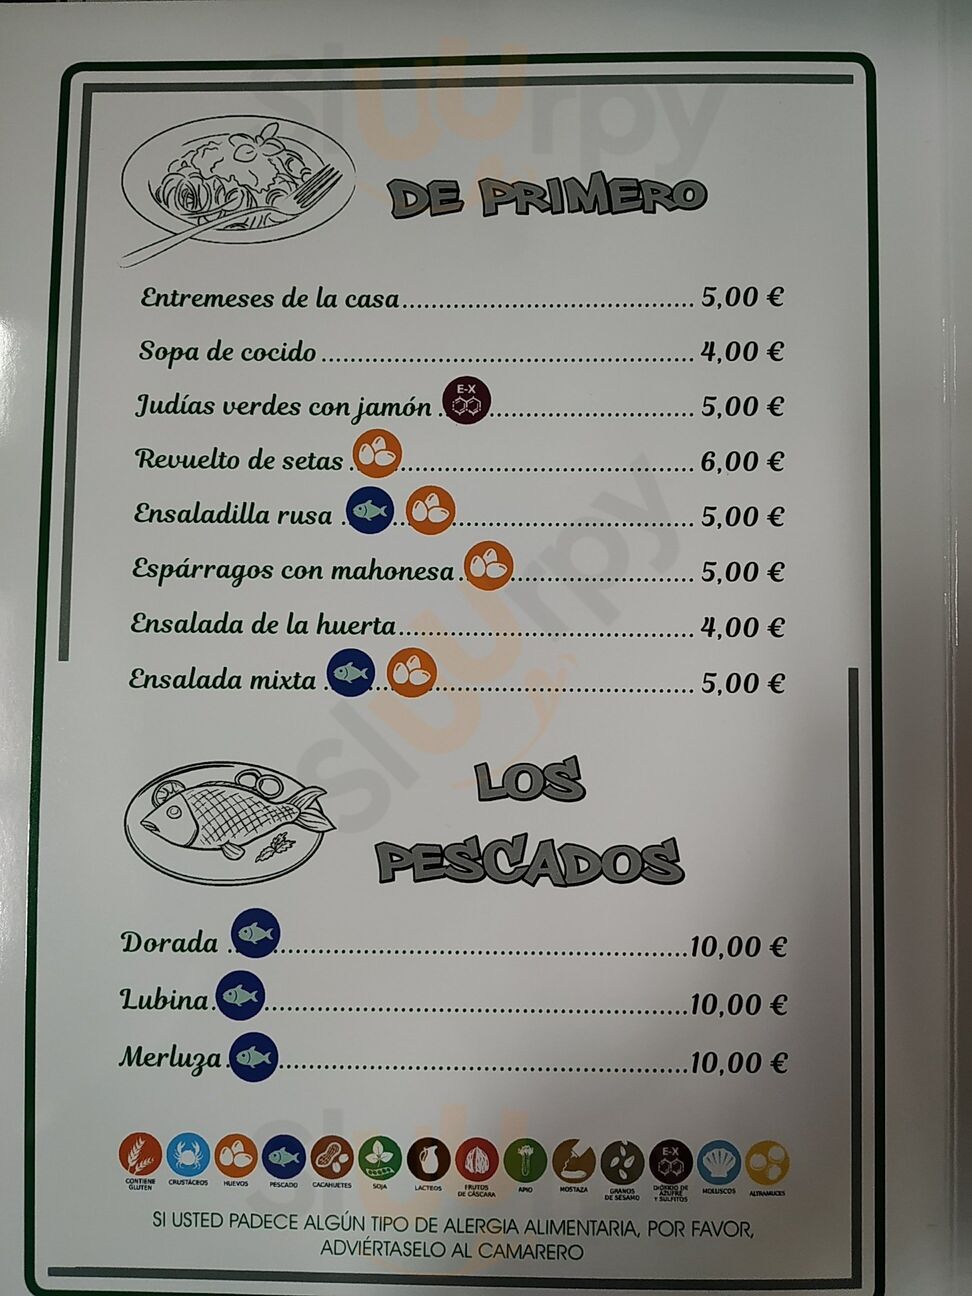 sluurpy
DE PRIMERO
Entremeses de la casa 5,00 €
Sopa de cocido 4,00 €
Judías verdes con jamón E-X 5,00 €
Revuelto de setas 6,00 €
Ensaladilla rusa 5,00 €
Espárragos con mahonesa 5,00 €
Ensalada de la huerta 4,00 €
Ensalada mixta 5,00 €
sluurpy
LOS
PESCADOS
Dorada 10,00 €
Lubina 10,00 €
Merluza 10,00 €
sluurpy
E-X
CONTIENE GLUTEN CRUSTÁCEOS HUEVOS PESCADO CACAHUETES SOJA LÁCTEOS FRUTOS DE CÁSCARA APIO MOSTAZA GRANOS DE SÉSAMO DIÓXIDO DE AZUFRE Y SULFITOS MOLUSCOS ALTRAMUCES
SI USTED PADECE ALGÚN TIPO DE ALERGIA ALIMENTARIA, POR FAVOR,
ADVIÉRTASELO AL CAMARERO